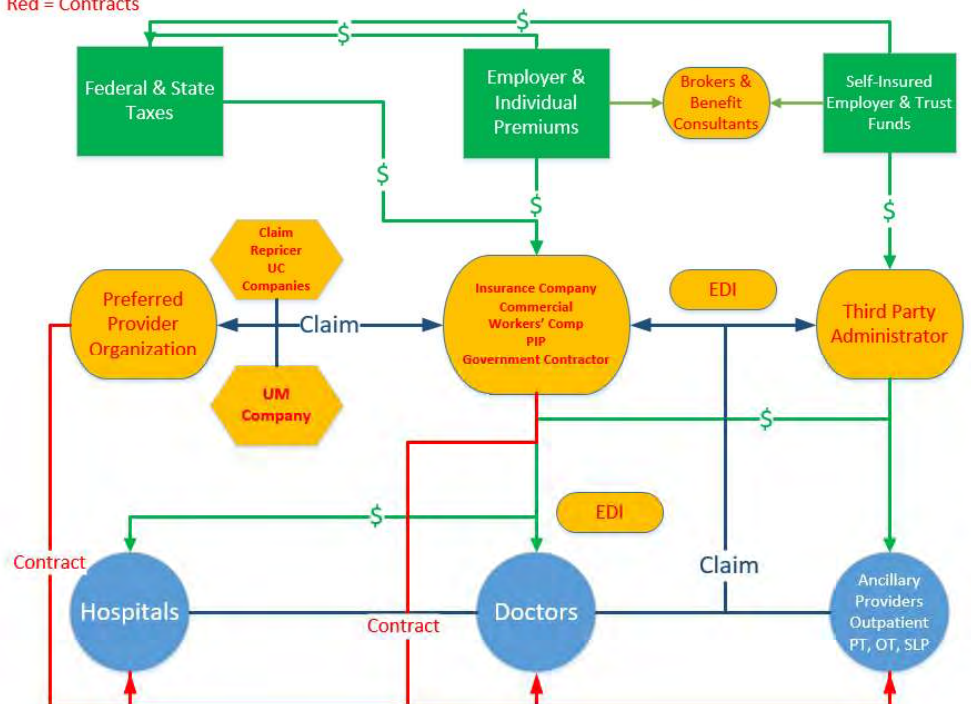 Red = Contracts
$
$
Federal & State
Taxes
Employer &
Individual
Premiums
Brokers &
Benefit
Consultants
Self-Insured
Employer & Trust
Funds
$
$
$
Claim
Repricer
UC
Companies
Preferred
Provider
Organization
Claim
Insurance Company
Commercial
Workers' Comp
PIP
Government Contractor
EDI
Third Party
Administrator
UM
Company
$
$
EDI
Contract
Claim
Hospitals
Contract
Doctors
Ancillary
Providers
Outpatient
PT, OT, SLP